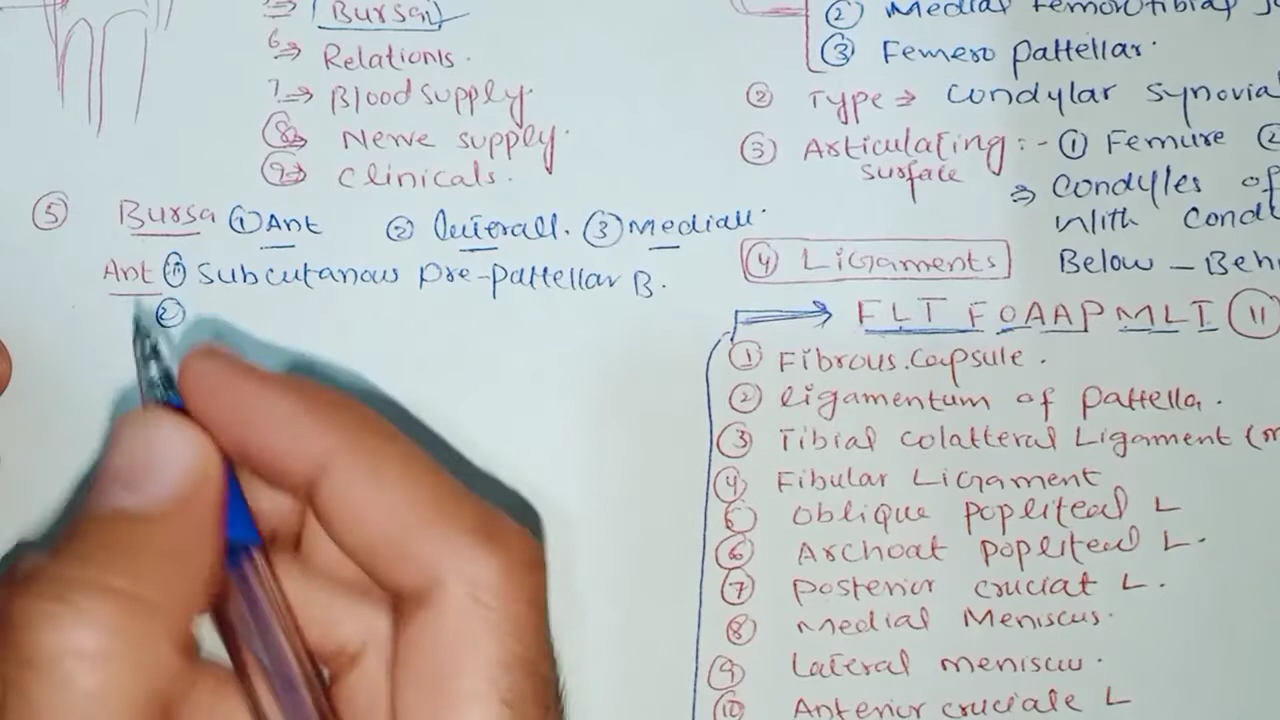 ⇒ Bursa
6⇒ Relations.
7⇒ Blood supply.
⑧⇒ Nerve supply.
⑨⇒ Clinicals.
⑤ Bursa ① Ant ② Laterall. ③ Mediall.
Ant ① Subcutanous pre-pattellar B.
②
② Medial Femorotibial
③ Femero pattellar.
② Type ⇒ Condylar synovia
③ Articulating :- ① Femure ②
surface
⇒ Condyles of
With Cond
④ Ligaments
Below - Beh
FLT FOAAPMLI ⑪
① Fibrous capsule.
② ligamentum of pattella.
③ Tibial colatteral Ligament (m
④ Fibular Ligament
⑤ Oblique popliteal L
⑥ Archoat popliteal L.
⑦ Posterior cruciat L.
⑧ Medial Meniscus.
⑨ Lateral meniscu.
⑩ Anterior cruciate L